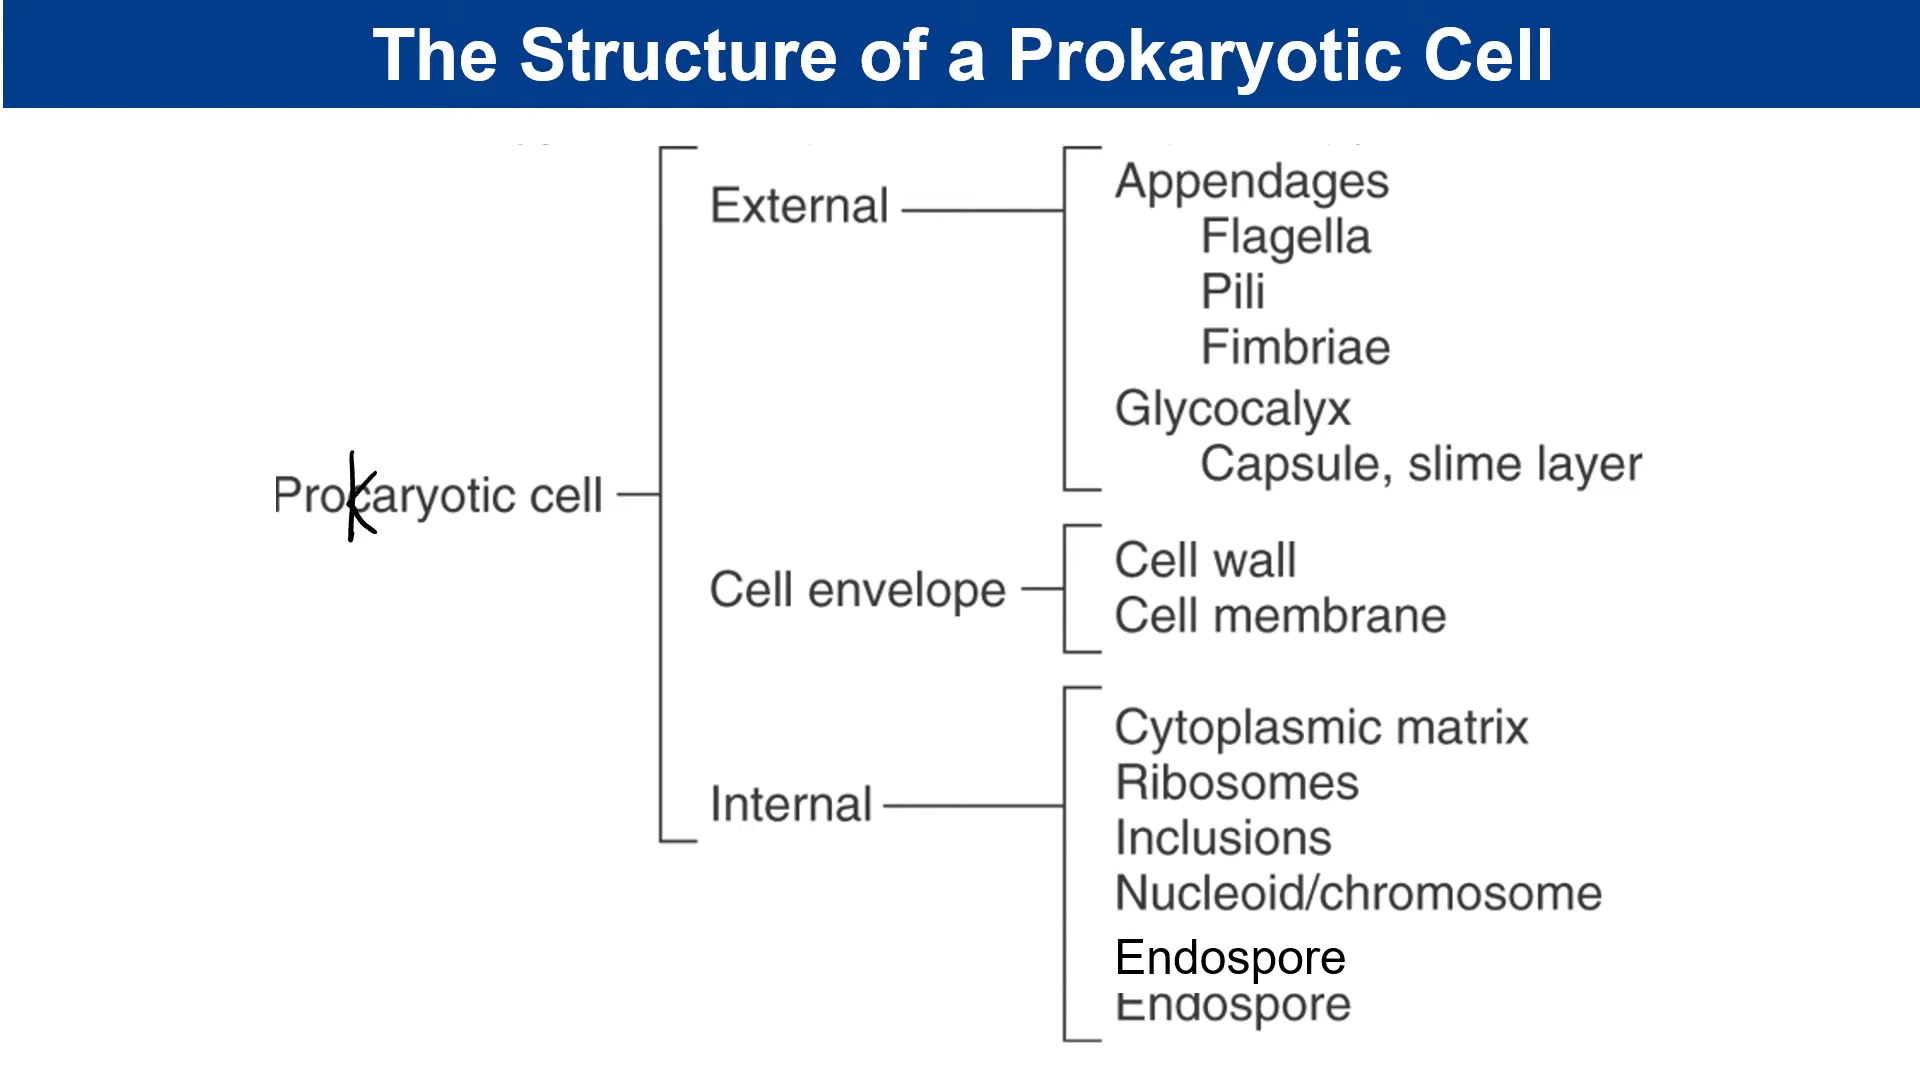 The Structure of a Prokaryotic Cell
Prokaryotic cell
External
Appendages
Flagella
Pili
Fimbriae
Glycocalyx
Capsule, slime layer
Cell envelope
Cell wall
Cell membrane
Internal
Cytoplasmic matrix
Ribosomes
Inclusions
Nucleoid/chromosome
Endospore
Endospore